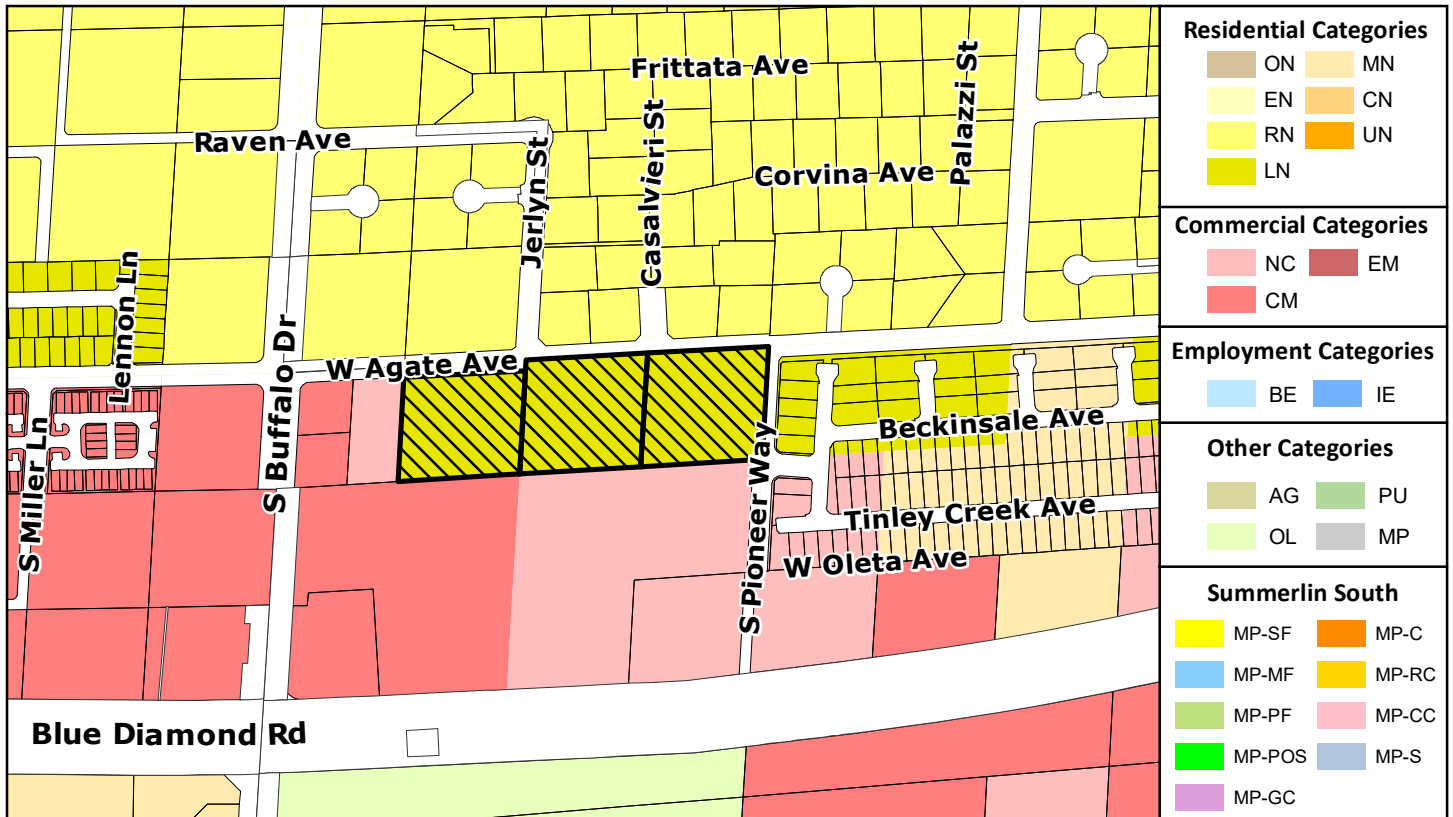 Frittata Ave
Palazzi St
Raven Ave
Casalvieri St
Jerlyn St
Corvina Ave
Lennon Ln
S Buffalo Dr
W Agate Ave
S Miller Ln
Beckinsale Ave
S Pioneer Way
Tinley Creek Ave
W Oleta Ave
Blue Diamond Rd
Residential Categories
ON MN
EN CN
RN UN
LN
Commercial Categories
NC EM
CM
Employment Categories
BE IE
Other Categories
AG PU
OL MP
Summerlin South
MP-SF MP-C
MP-MF MP-RC
MP-PF MP-CC
MP-POS MP-S
MP-GC